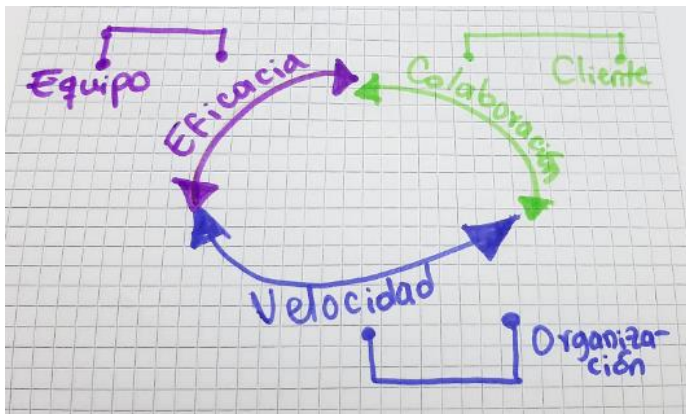 Equipo
Eficacia
Colaboración
Cliente
Velocidad
Organiza-
ción